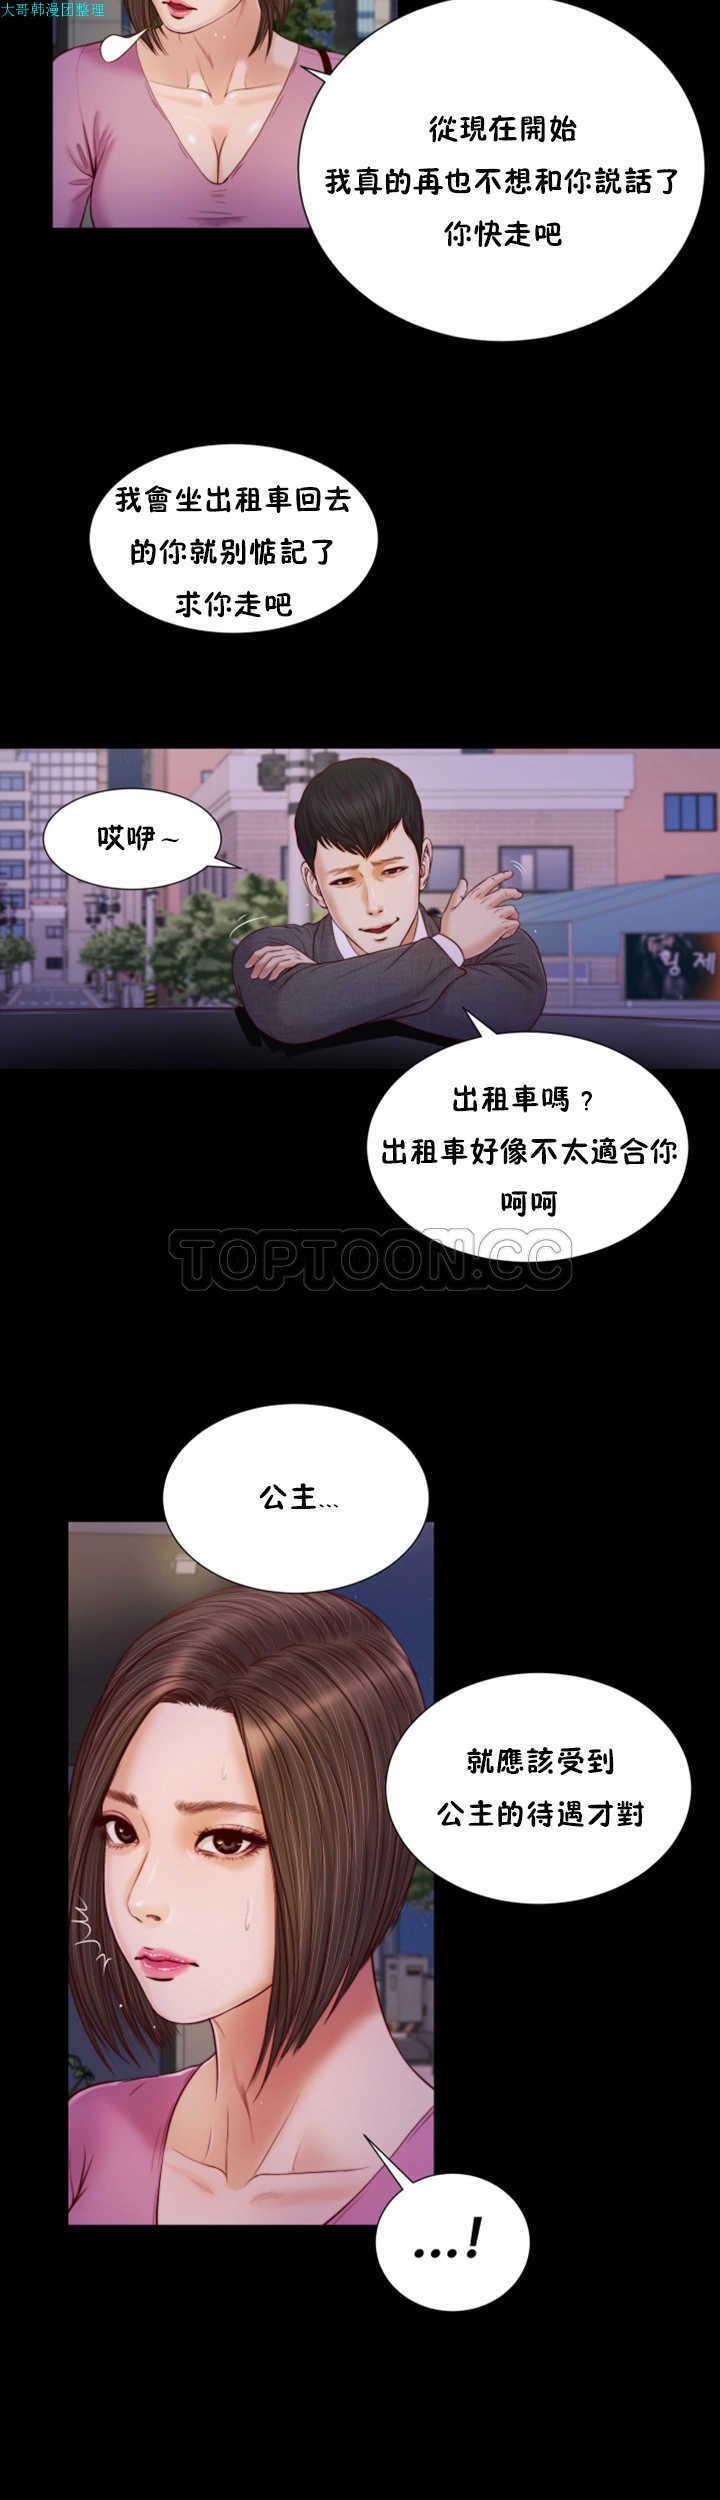 大哥韩漫团整理
從現在開始
我真的再也不想和你說話了
你快走吧
我會坐出租車回去
的你就别惦記了
求你走吧
哎咿~
링 제
出租車嗎？
出租車好像不太適合你
呵呵
TOPTOON.CC
公主...
就應該受到
公主的待遇才對
...!